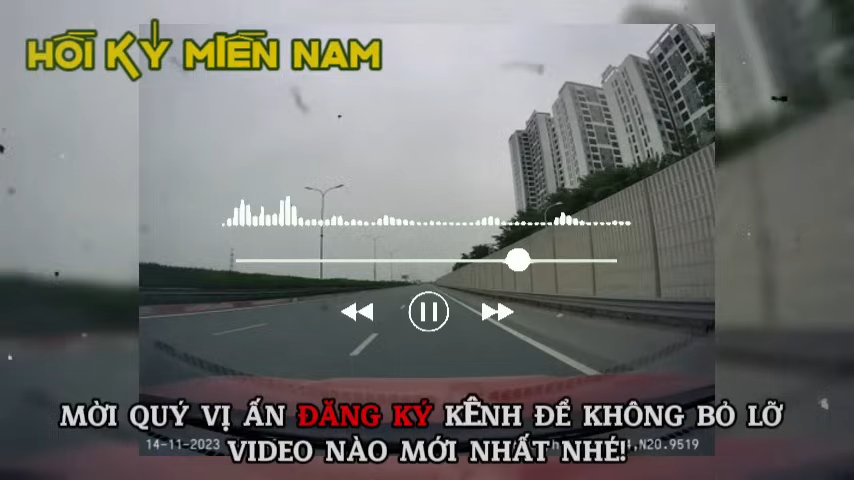 HỒI KÝ MIỀN NAM
MỜI QUÝ VỊ ẤN ĐĂNG KÝ KÊNH ĐỂ KHÔNG BỎ LỠ
14-11-2023
,N20.9519
VIDEO NÀO MỚI NHẤT NHÉ!